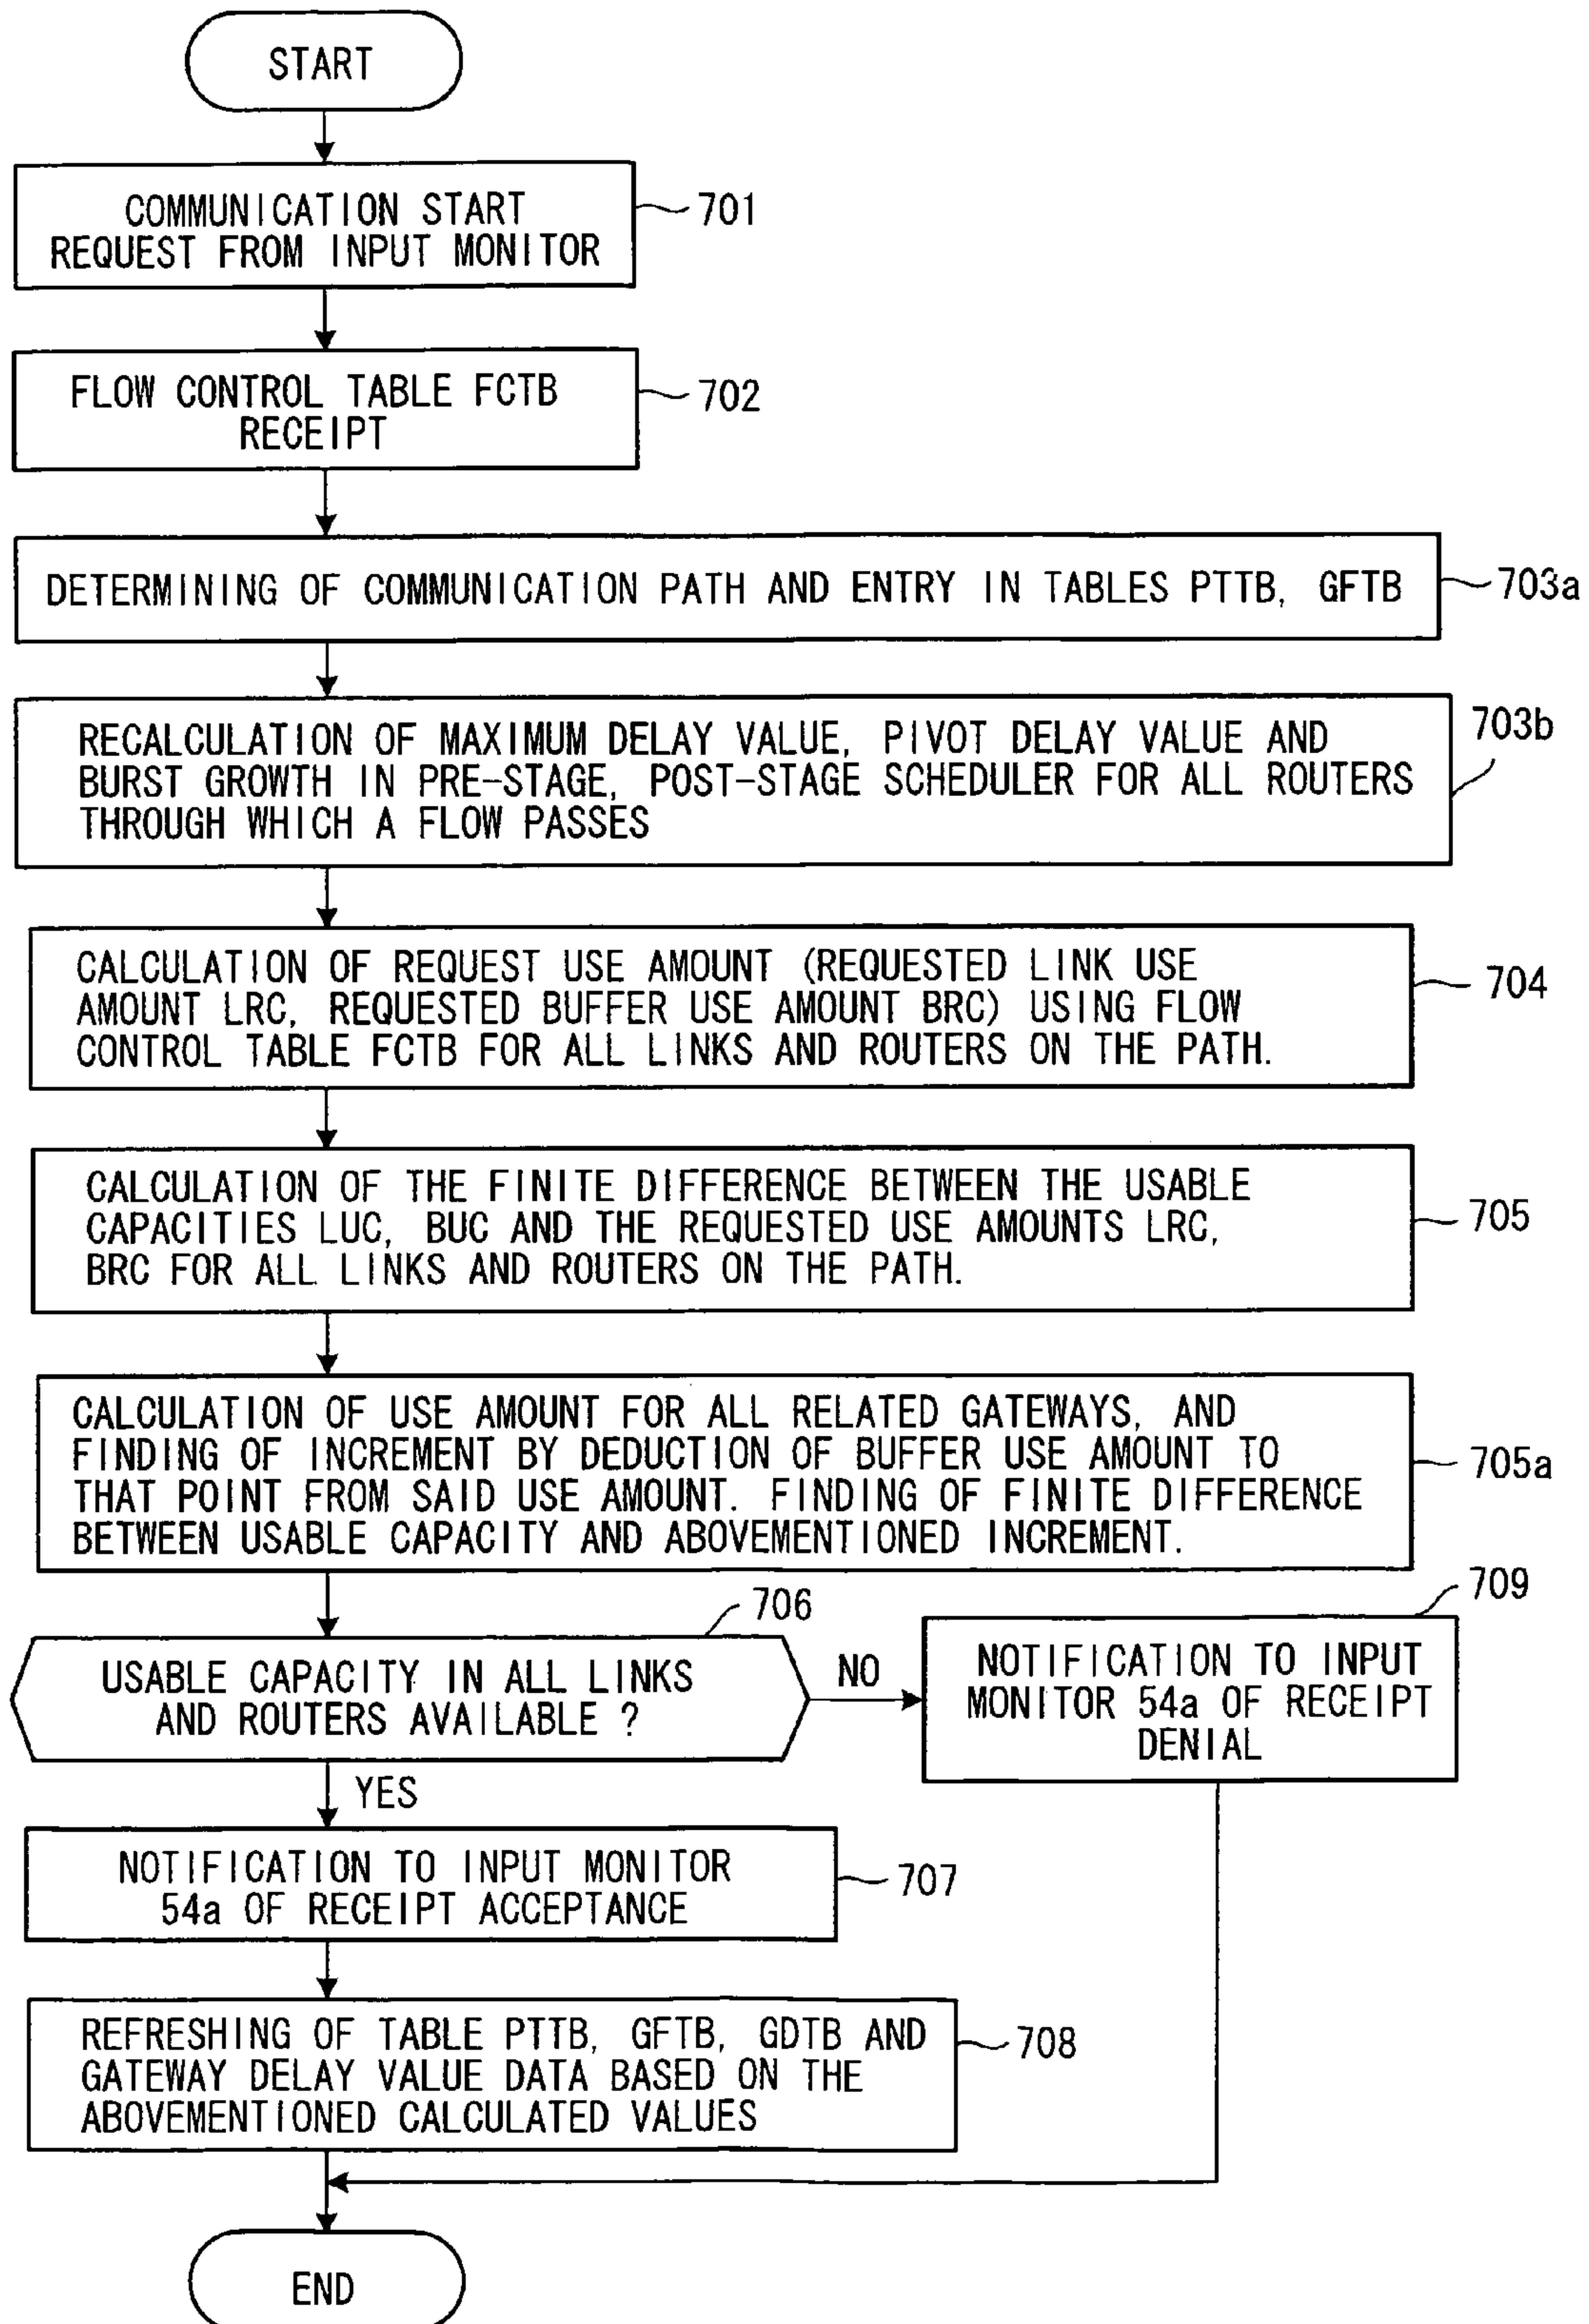 START
COMMUNICATION START
REQUEST FROM INPUT MONITOR
701
FLOW CONTROL TABLE FCTB
RECEIPT
702
DETERMINING OF COMMUNICATION PATH AND ENTRY IN TABLES PTTB, GFTB
703a
RECALCULATION OF MAXIMUM DELAY VALUE, PIVOT DELAY VALUE AND
BURST GROWTH IN PRE-STAGE, POST-STAGE SCHEDULER FOR ALL ROUTERS
THROUGH WHICH A FLOW PASSES
703b
CALCULATION OF REQUEST USE AMOUNT (REQUESTED LINK USE
AMOUNT LRC, REQUESTED BUFFER USE AMOUNT BRC) USING FLOW
CONTROL TABLE FCTB FOR ALL LINKS AND ROUTERS ON THE PATH.
704
CALCULATION OF THE FINITE DIFFERENCE BETWEEN THE USABLE
CAPACITIES LUC, BUC AND THE REQUESTED USE AMOUNTS LRC,
BRC FOR ALL LINKS AND ROUTERS ON THE PATH.
705
CALCULATION OF USE AMOUNT FOR ALL RELATED GATEWAYS, AND
FINDING OF INCREMENT BY DEDUCTION OF BUFFER USE AMOUNT TO
THAT POINT FROM SAID USE AMOUNT. FINDING OF FINITE DIFFERENCE
BETWEEN USABLE CAPACITY AND ABOVEMENTIONED INCREMENT.
705a
706
USABLE CAPACITY IN ALL LINKS
AND ROUTERS AVAILABLE ?
NO
709
NOTIFICATION TO INPUT
MONITOR 54a OF RECEIPT
DENIAL
YES
NOTIFICATION TO INPUT MONITOR
54a OF RECEIPT ACCEPTANCE
707
REFRESHING OF TABLE PTTB, GFTB, GDTB AND
GATEWAY DELAY VALUE DATA BASED ON THE
ABOVEMENTIONED CALCULATED VALUES
708
END